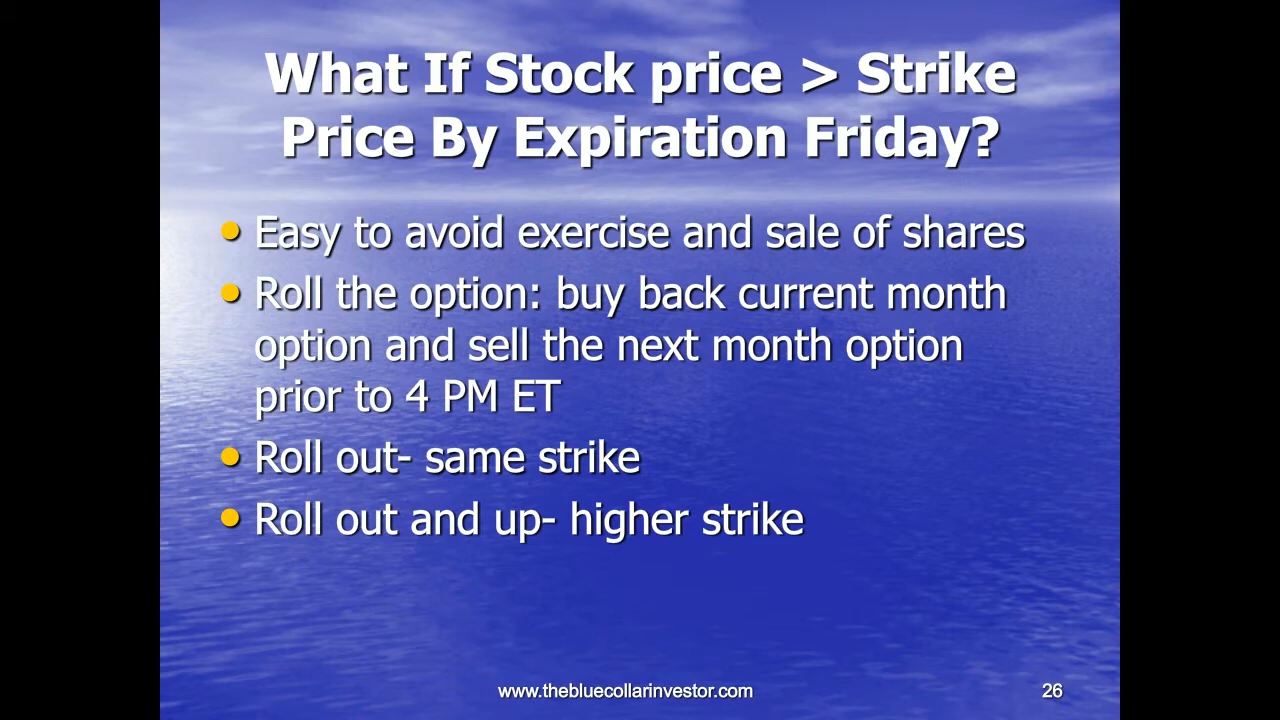 What If Stock price > Strike
Price By Expiration Friday?
• Easy to avoid exercise and sale of shares
• Roll the option: buy back current month
option and sell the next month option
prior to 4 PM ET
• Roll out- same strike
• Roll out and up- higher strike
www.thebluecollarinvestor.com
26